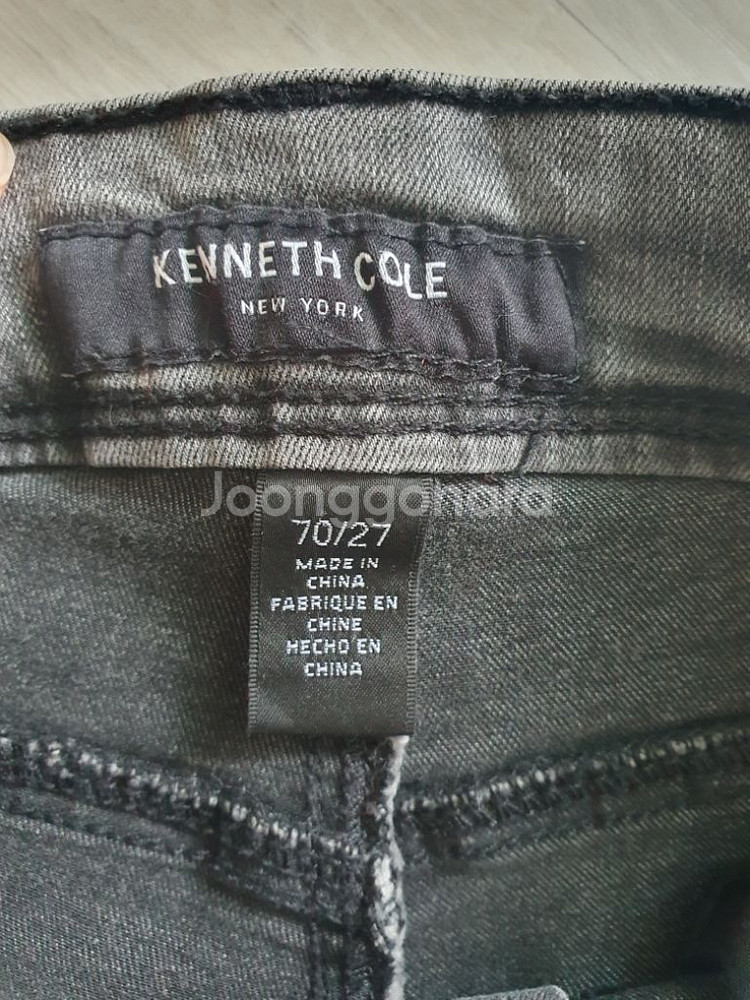 KENNETH COLE
NEW YORK
Joonggonara
70/27
MADE IN
CHINA
FABRIQUE EN
CHINE
HECHO EN
CHINA